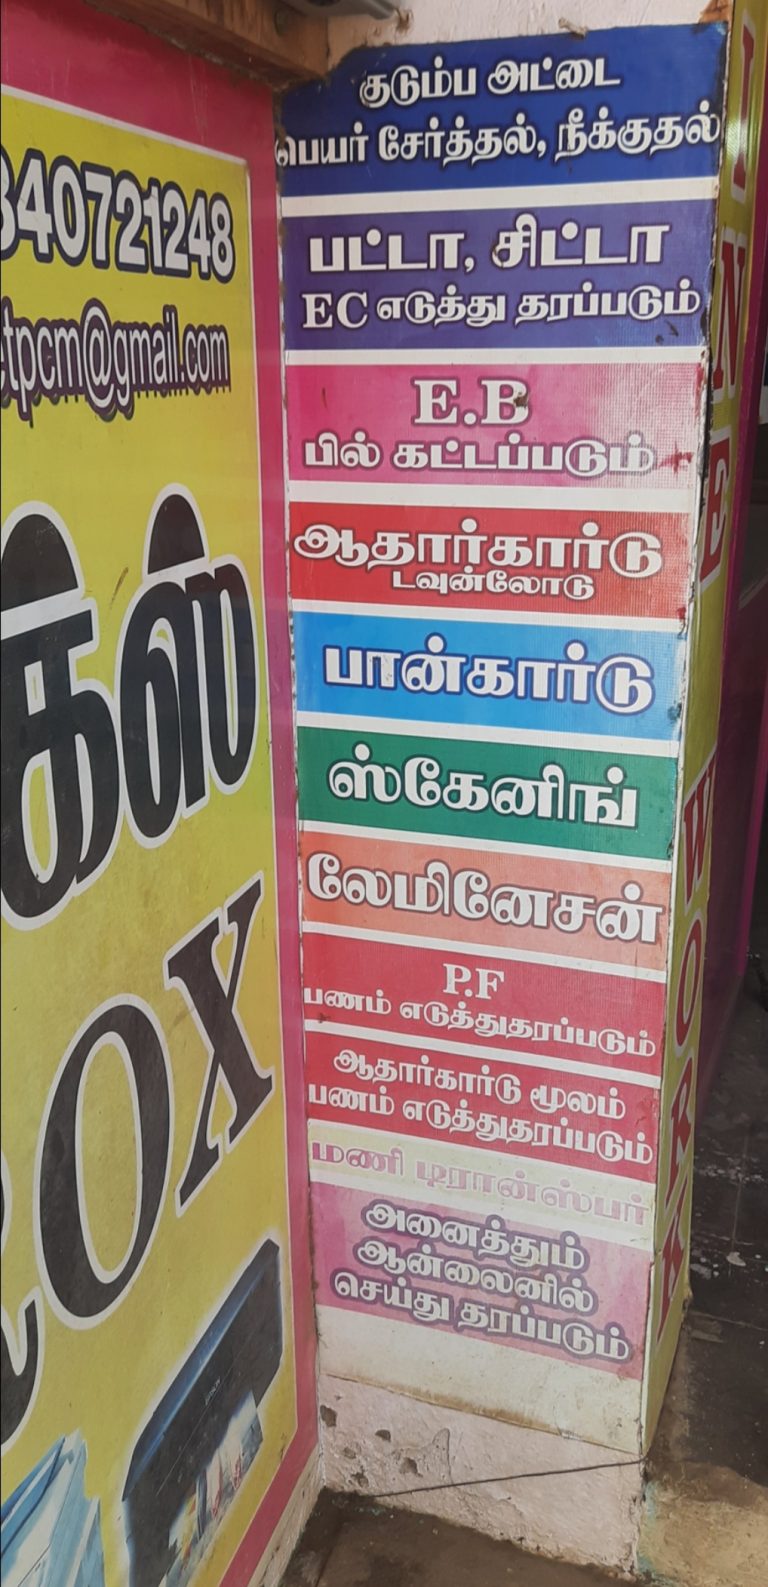 340721248
tpcm@gmail.com
ROX
குடும்ப அட்டை
பெயர் சேர்த்தல், நீக்குதல்
பட்டா, சிட்டா
EC எடுத்து தரப்படும்
E.B
பில் கட்டப்படும்
ஆதார்கார்டு
டவுன்லோடு
பான்கார்டு
ஸ்கேனிங்
லேமினேசன்
P.F
பணம் எடுத்துதரப்படும்
ஆதார்கார்டு மூலம்
பணம் எடுத்துதரப்படும்
மணி டிரான்ஸ்பர்
அனைத்தும்
ஆன்லைனில்
செய்து தரப்படும்